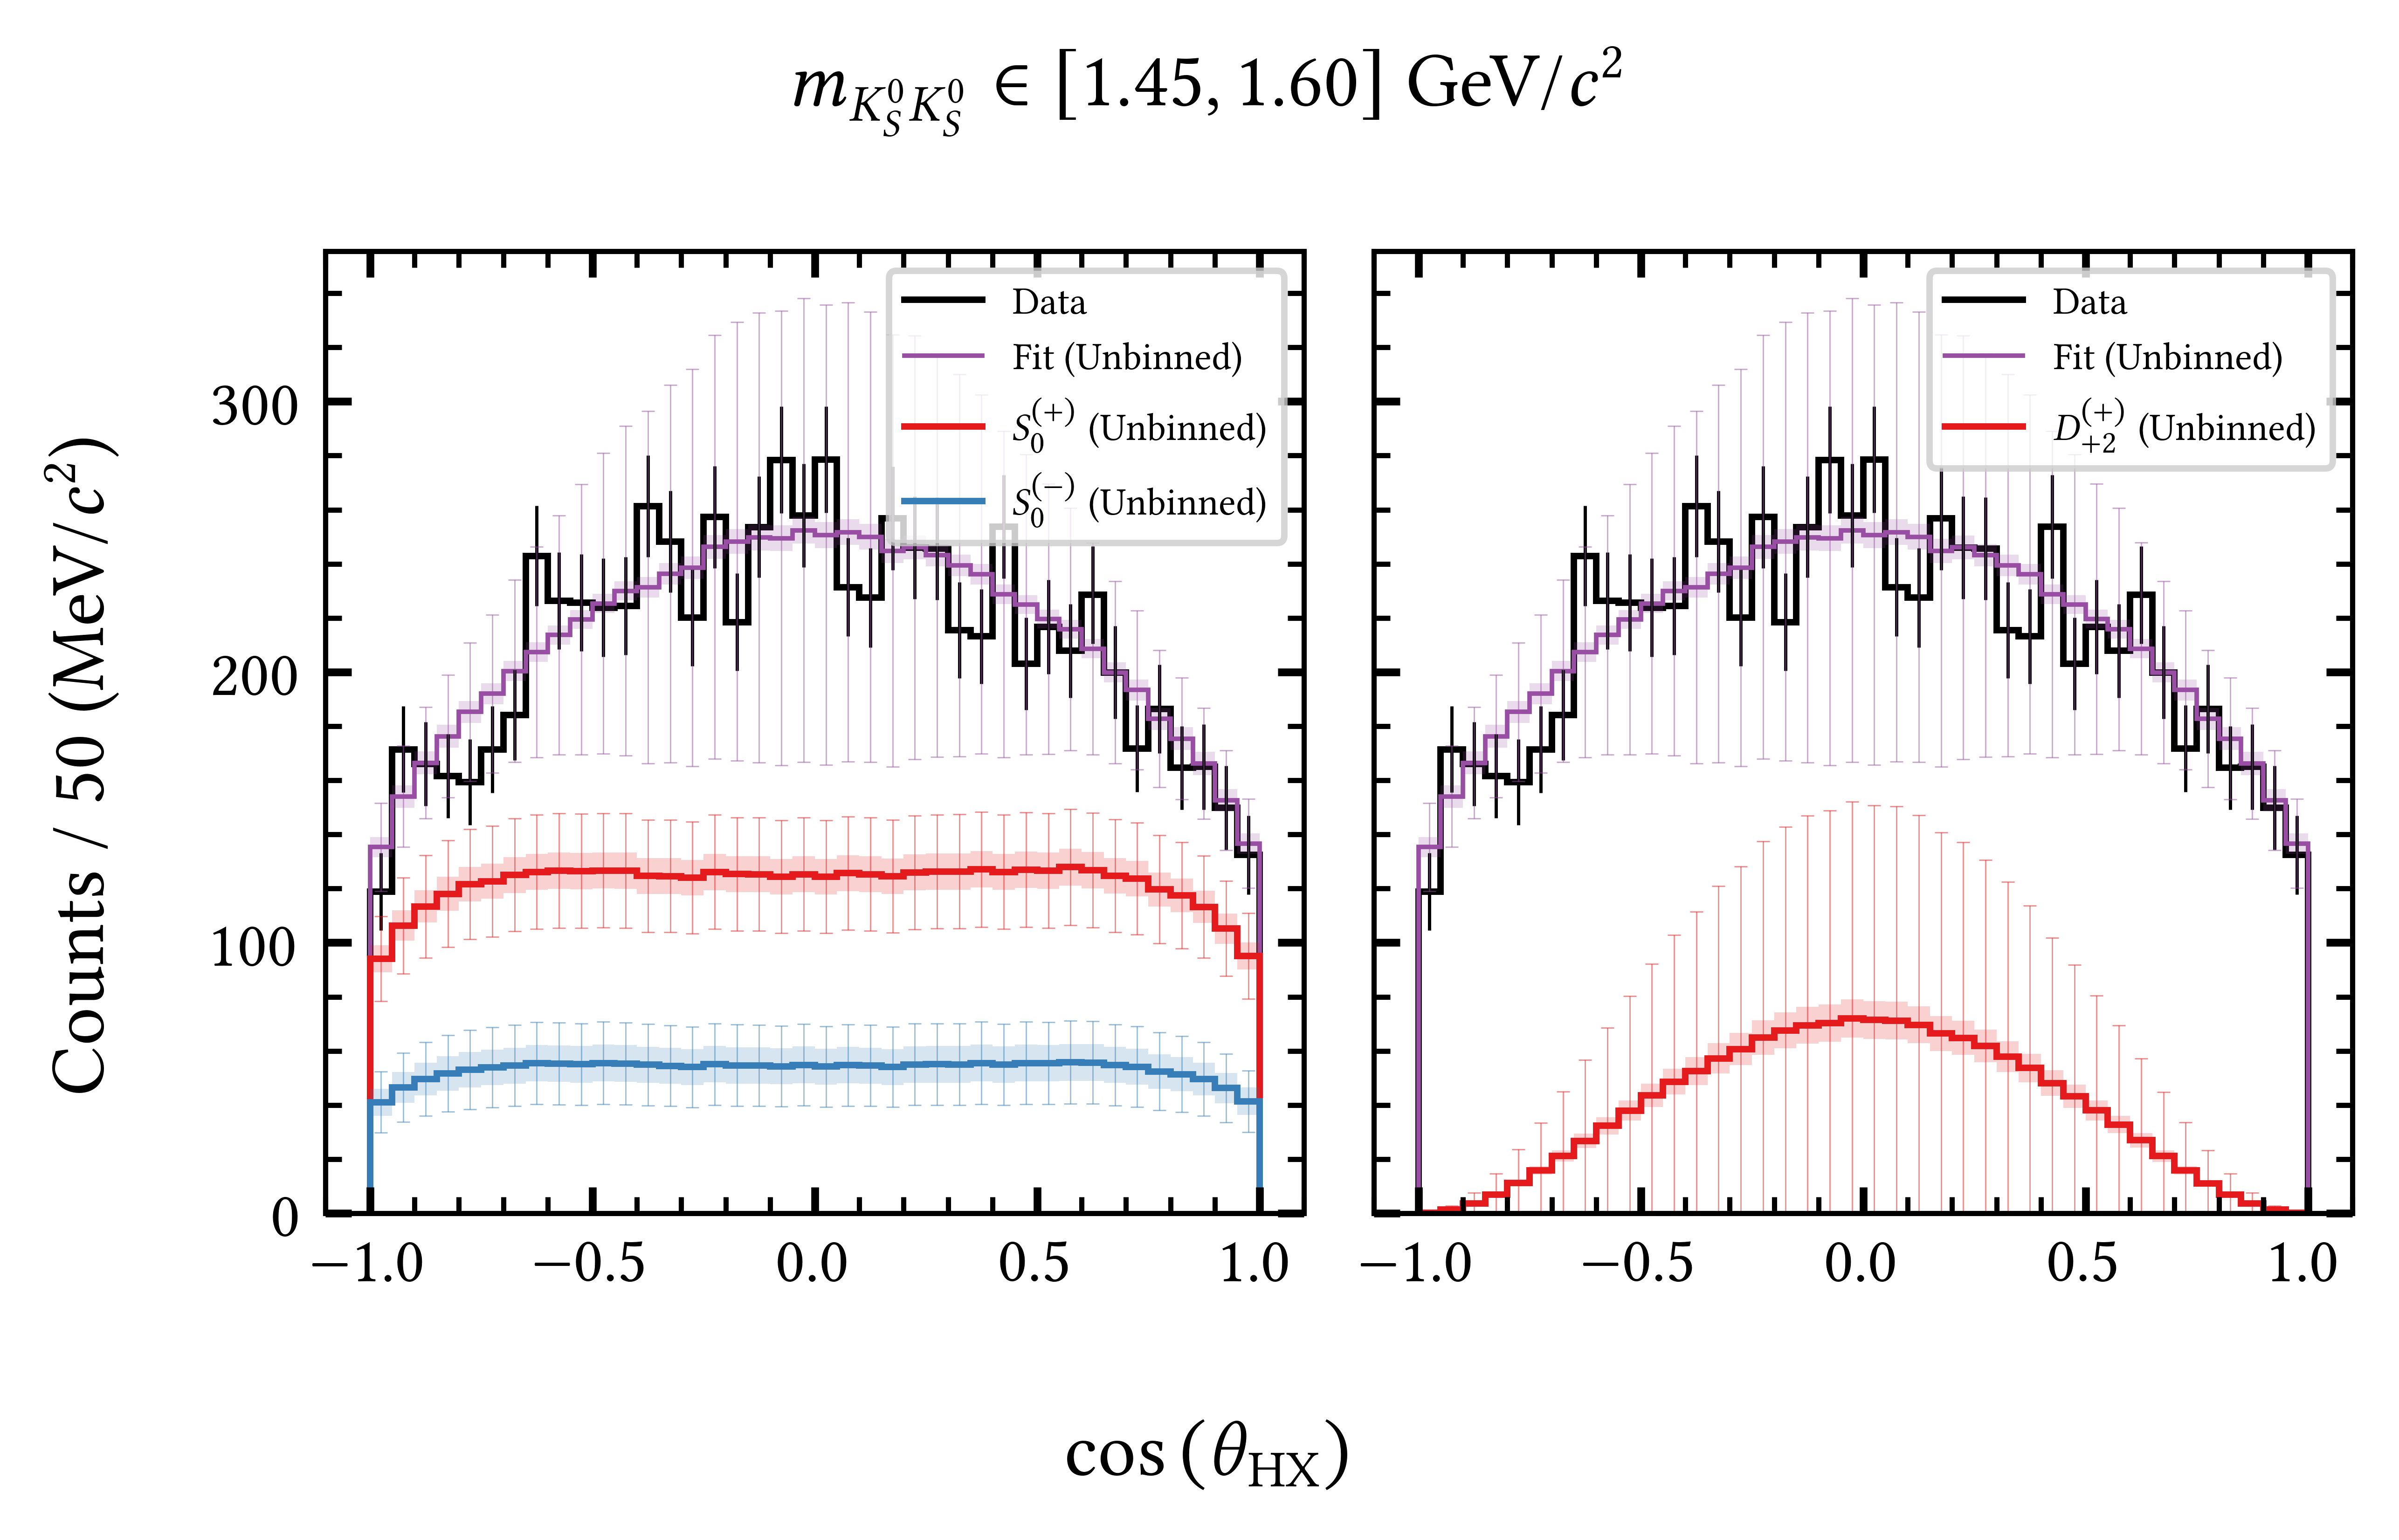 m_{K_S^0 K_S^0} ∈ [1.45, 1.60] GeV/c²
Counts / 50 (MeV/c²)
300
200
100
0
Data
Fit (Unbinned)
S_0^{(+)} (Unbinned)
S_0^{(−)} (Unbinned)
−1.0 −0.5 0.0 0.5 1.0
Data
Fit (Unbinned)
D_{+2}^{(+)} (Unbinned)
−1.0 −0.5 0.0 0.5 1.0
cos (θ_HX)